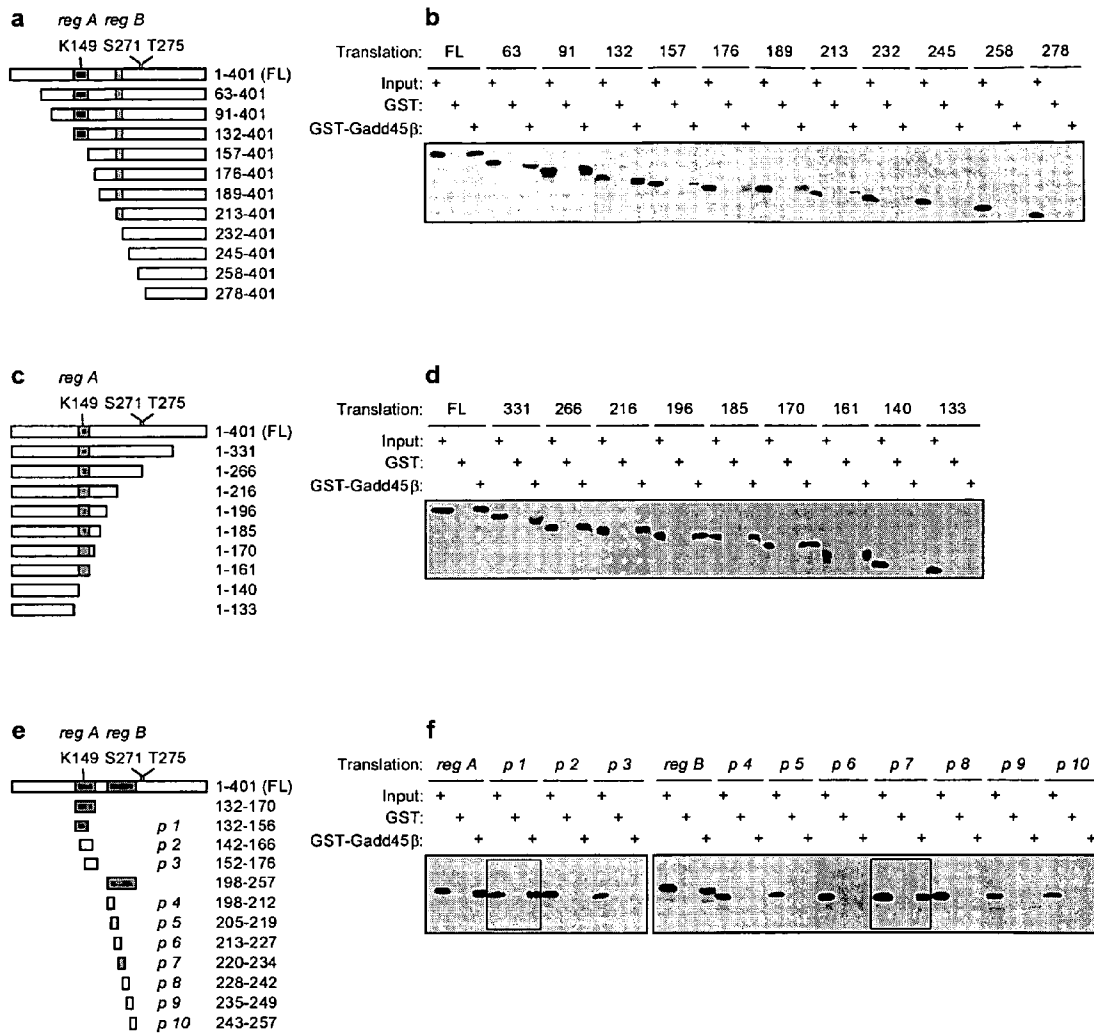 a
reg A reg B
K149 S271 T275
1-401 (FL)
63-401
91-401
132-401
157-401
176-401
189-401
213-401
232-401
245-401
258-401
278-401
b
Translation: FL 63 91 132 157 176 189 213 232 245 258 278
Input: + + + + + + + + + + + +
GST: + + + + + + + + + + + +
GST-Gadd45β: + + + + + + + + + + + +
c
reg A
K149 S271 T275
1-401 (FL)
1-331
1-266
1-216
1-196
1-185
1-170
1-161
1-140
1-133
d
Translation: FL 331 266 216 196 185 170 161 140 133
Input: + + + + + + + + + +
GST: + + + + + + + + + +
GST-Gadd45β: + + + + + + + + + +
e
reg A reg B
K149 S271 T275
1-401 (FL)
132-170
p 1 132-156
p 2 142-166
p 3 152-176
198-257
p 4 198-212
p 5 205-219
p 6 213-227
p 7 220-234
p 8 228-242
p 9 235-249
p 10 243-257
f
Translation: reg A p 1 p 2 p 3 reg B p 4 p 5 p 6 p 7 p 8 p 9 p 10
Input: + + + + + + + + + + + +
GST: + + + + + + + + + + + +
GST-Gadd45β: + + + + + + + + + + + +